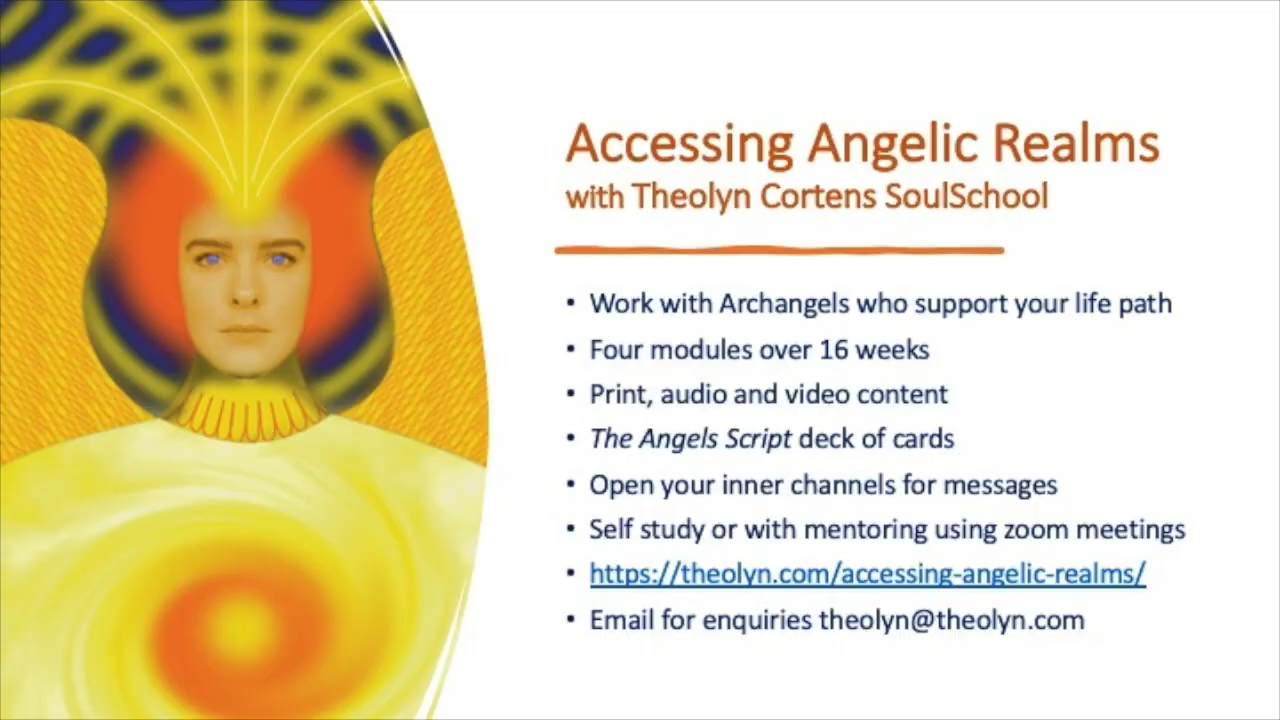 Accessing Angelic Realms
with Theolyn Cortens SoulSchool
• Work with Archangels who support your life path
• Four modules over 16 weeks
• Print, audio and video content
• The Angels Script deck of cards
• Open your inner channels for messages
• Self study or with mentoring using zoom meetings
• https://theolyn.com/accessing-angelic-realms/
• Email for enquiries theolyn@theolyn.com